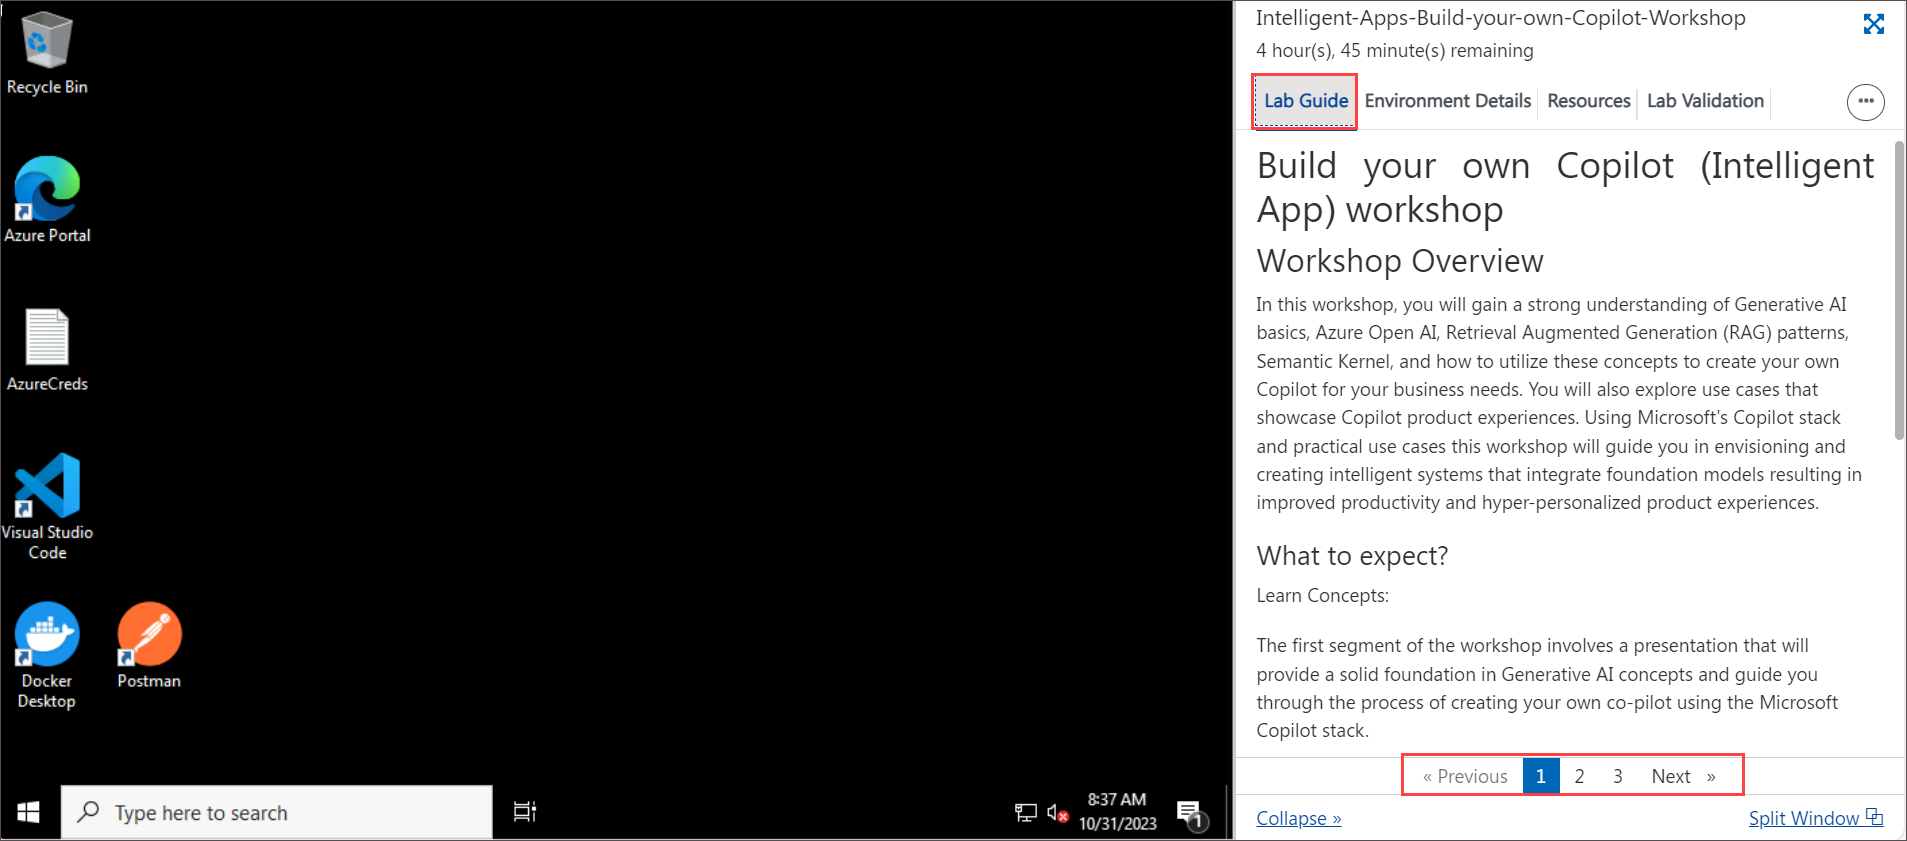 Recycle Bin
Azure Portal
AzureCreds
Visual Studio
Code
Docker
Desktop
Postman
Type here to search
8:37 AM
10/31/2023
1
Intelligent-Apps-Build-your-own-Copilot-Workshop
4 hour(s), 45 minute(s) remaining
Lab Guide Environment Details Resources Lab Validation
Build your own Copilot (Intelligent
App) workshop
Workshop Overview
In this workshop, you will gain a strong understanding of Generative AI
basics, Azure Open AI, Retrieval Augmented Generation (RAG) patterns,
Semantic Kernel, and how to utilize these concepts to create your own
Copilot for your business needs. You will also explore use cases that
showcase Copilot product experiences. Using Microsoft's Copilot stack
and practical use cases this workshop will guide you in envisioning and
creating intelligent systems that integrate foundation models resulting in
improved productivity and hyper-personalized product experiences.
What to expect?
Learn Concepts:
The first segment of the workshop involves a presentation that will
provide a solid foundation in Generative AI concepts and guide you
through the process of creating your own co-pilot using the Microsoft
Copilot stack.
« Previous 1 2 3 Next »
Collapse »
Split Window